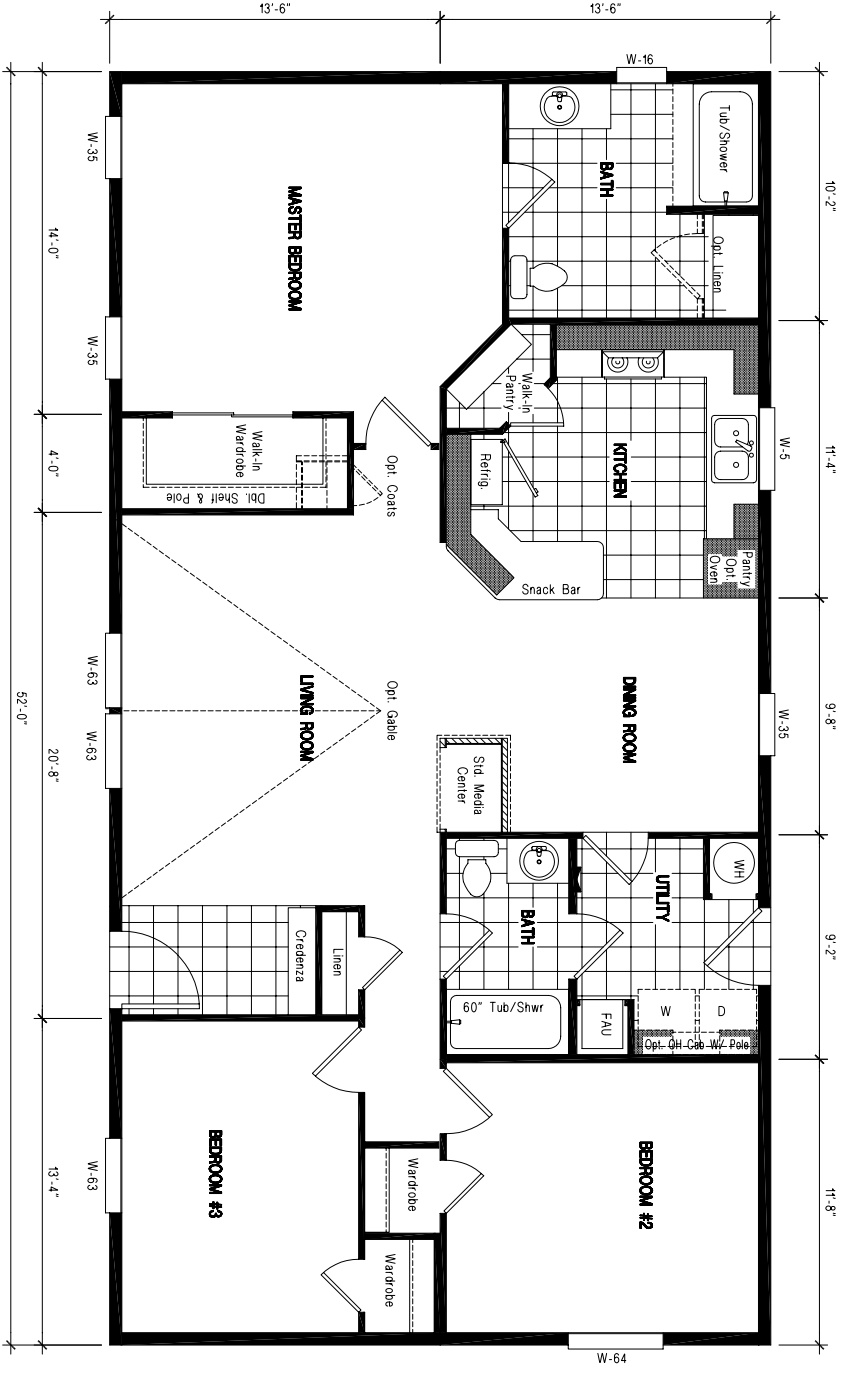 13'-6"
13'-6"
W-16
Tub/Shower
BATH
Opt. Linen
10'-2"
W-35
14'-0"
W-35
MASTER BEDROOM
Walk-In
Pantry
KITCHEN
W-5
11'-4"
Refrig.
Pantry
Opt.
Oven
Snack Bar
4'-0"
Walk-In
Wardrobe
Dbl. Shelf & Pole
Opt. Coats
Opt. Gable
LIVING ROOM
DINING ROOM
W-35
9'-8"
W-63
W-63
52'-0"
20'-8"
Std. Media
Center
WH
UTILITY
BATH
9'-2"
Credenza
Linen
60" Tub/Shwr
FAU
W
D
Opt. OH Cab W/ Pole
BEDROOM #3
BEDROOM #2
Wardrobe
Wardrobe
W-63
13'-4"
11'-8"
W-64